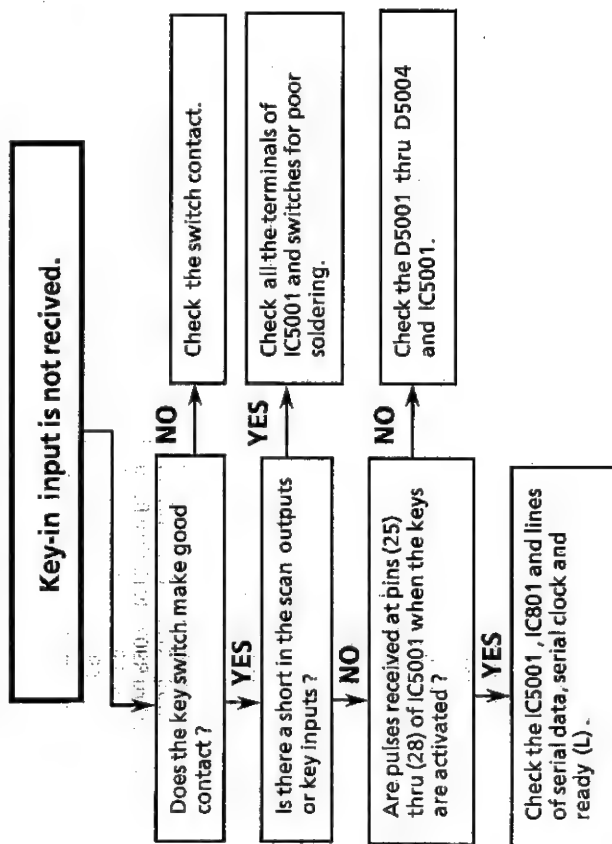 Key-in input is not recived.
Does the key switch make good
contact ?
NO
Check the switch contact.
YES
Is there a short in the scan outputs
or key inputs ?
YES
Check all the terminals of
IC5001 and switches for poor
soldering.
NO
Are pulses received at pins (25)
thru (28) of IC5001 when the keys
are activated ?
NO
Check the D5001 thru D5004
and IC5001.
YES
Check the IC5001 , IC801 and lines
of serial data, serial clock and
ready (L) .